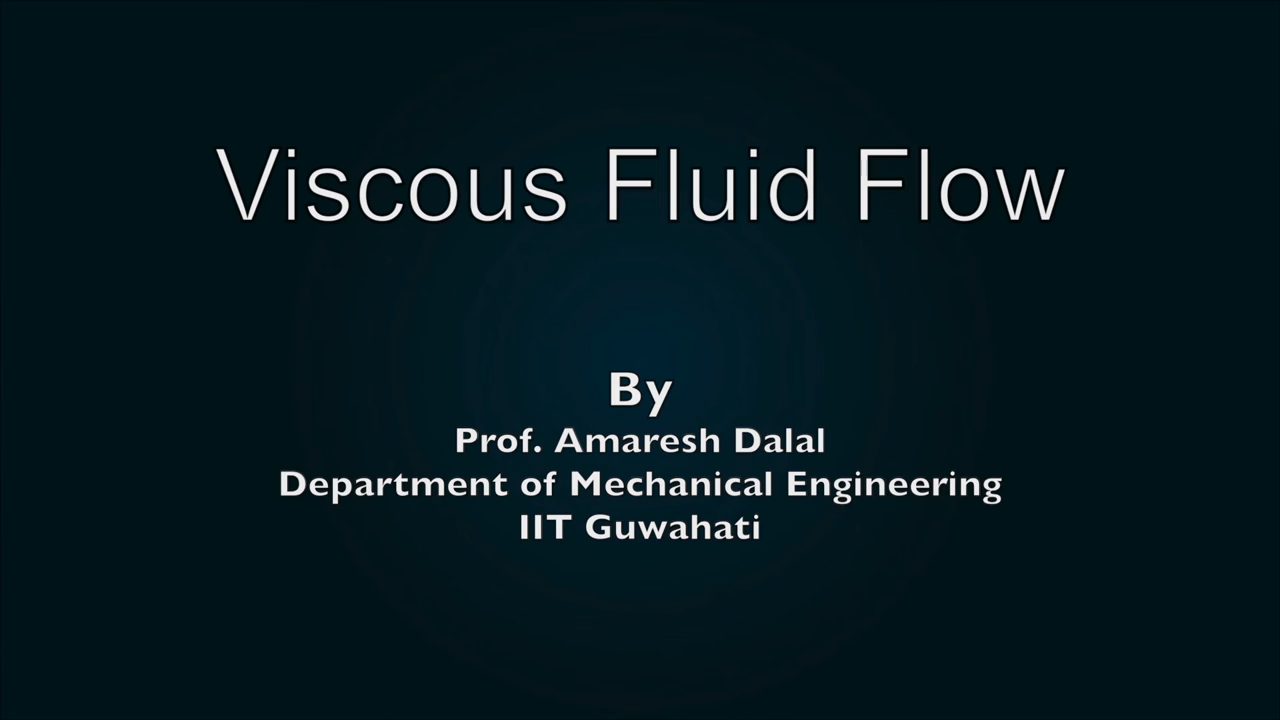 Viscous Fluid Flow
By
Prof. Amaresh Dalal
Department of Mechanical Engineering
IIT Guwahati